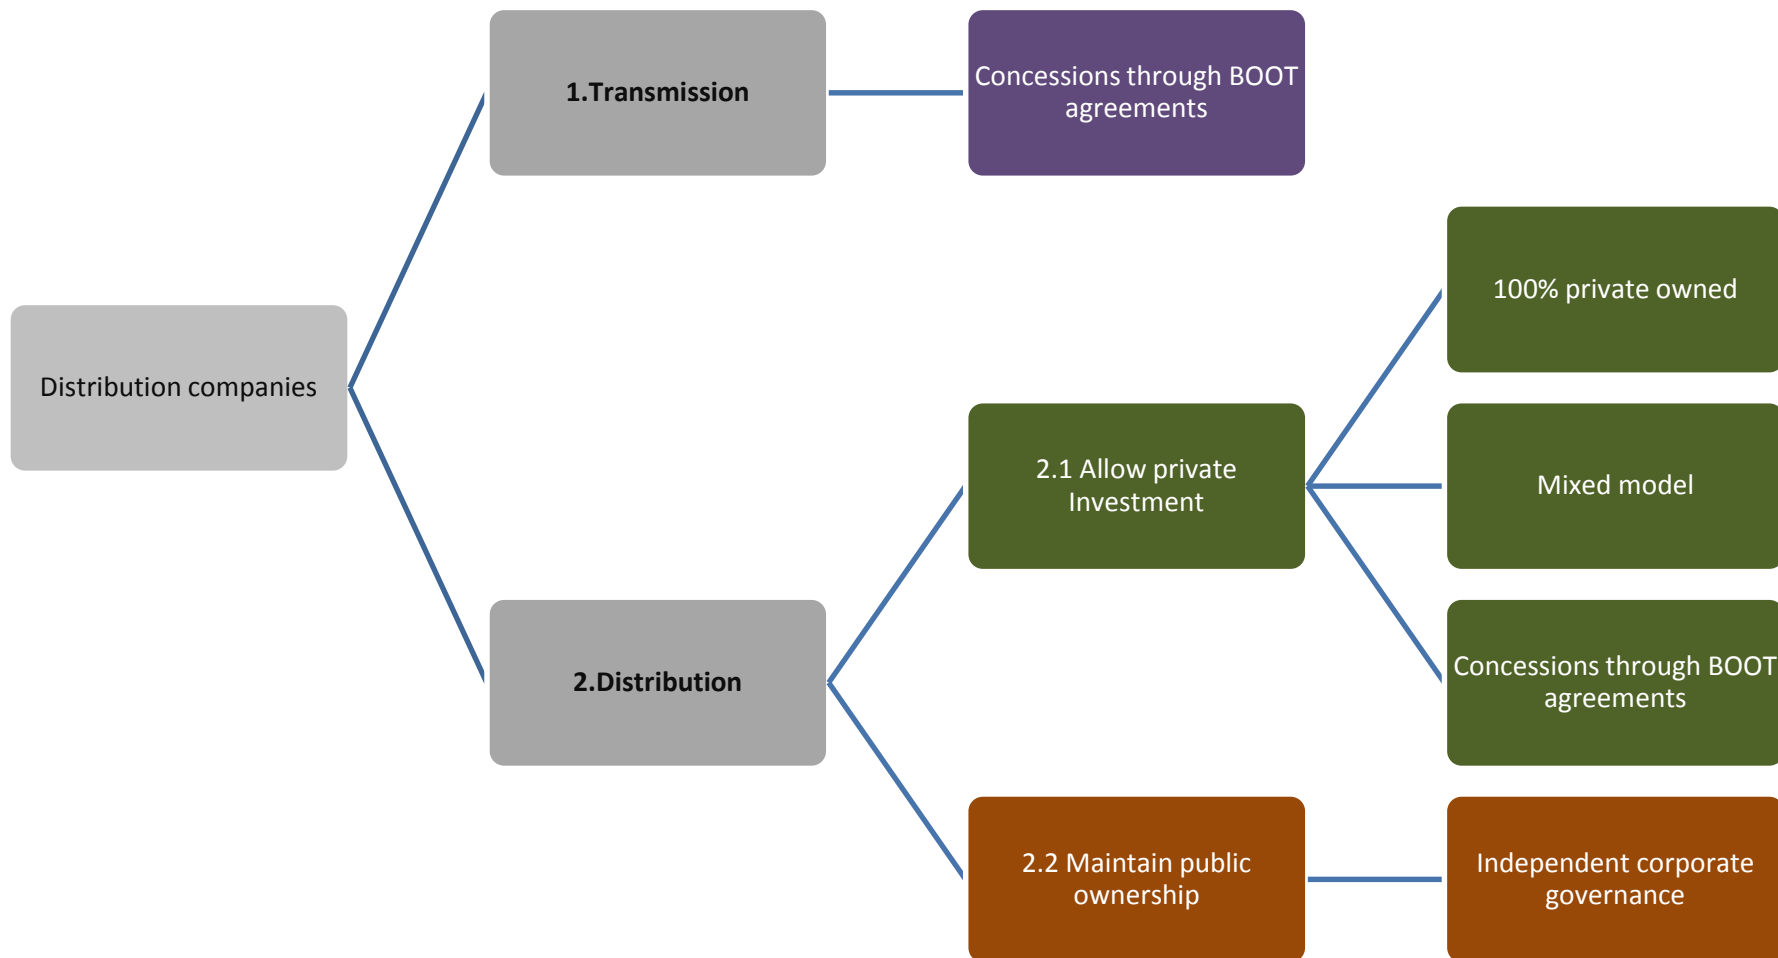 1.Transmission
Concessions through BOOT
agreements
100% private owned
Distribution companies
2.1 Allow private
Investment
Mixed model
2.Distribution
Concessions through BOOT
agreements
2.2 Maintain public
ownership
Independent corporate
governance